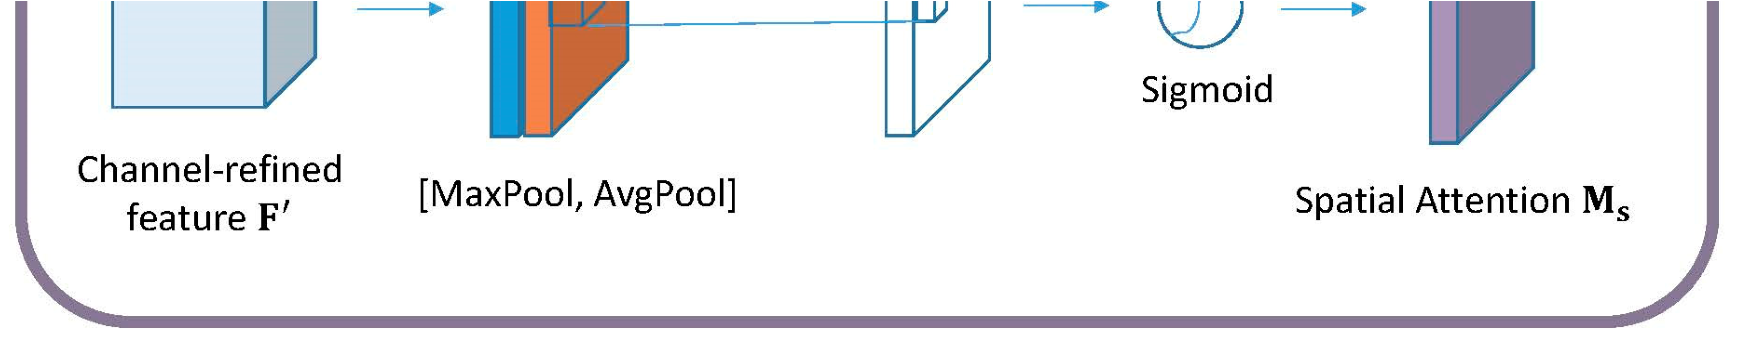 Sigmoid
Channel-refined
feature F′
[MaxPool, AvgPool]
Spatial Attention Mₛ